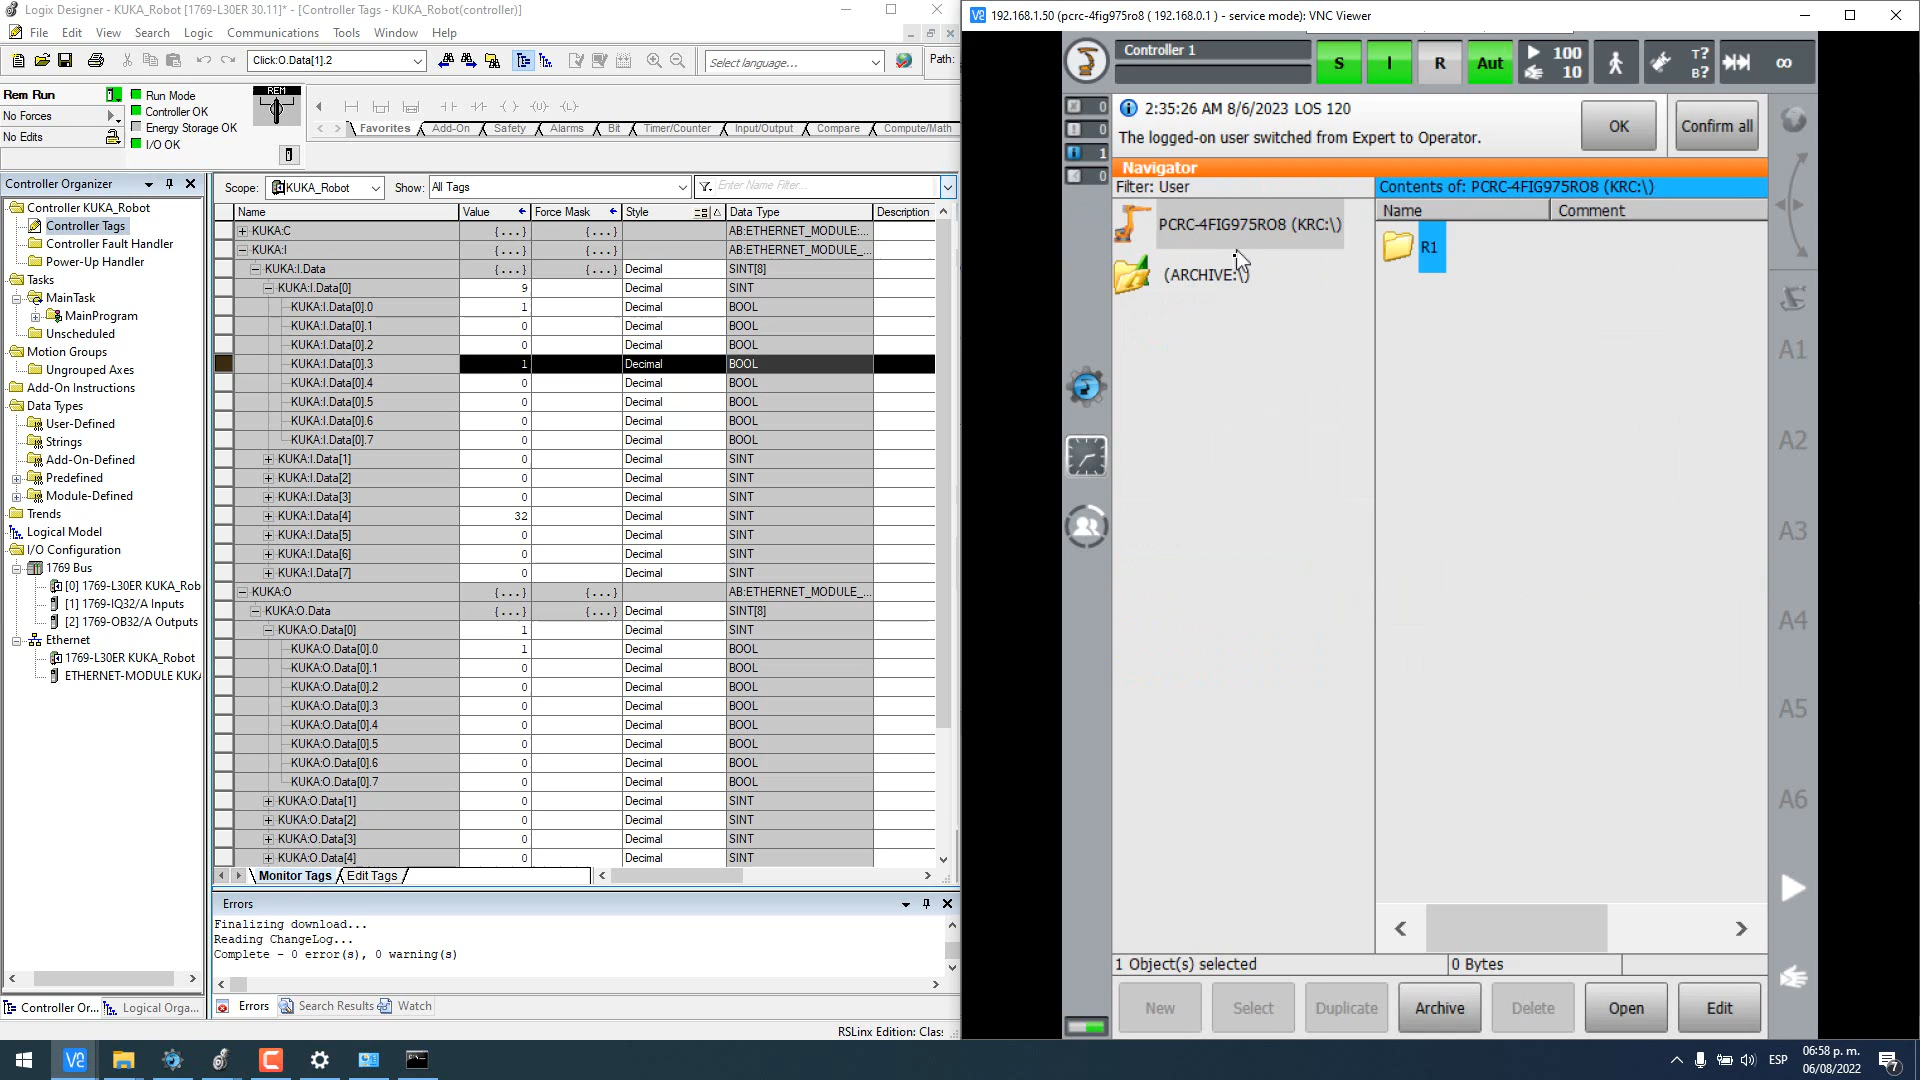 Logix Designer - KUKA_Robot [1769-L30ER 30.11]* - [Controller Tags - KUKA_Robot(controller)]
File Edit View Search Logic Communications Tools Window Help
Click:O.Data[1].2
Select language...
Path:
Rem Run
No Forces
No Edits
Run Mode
Controller OK
Energy Storage OK
I/O OK
REM
Favorites Add-On Safety Alarms Bit Timer/Counter Input/Output Compare Compute/Math
Controller Organizer
Controller KUKA_Robot
Controller Tags
Controller Fault Handler
Power-Up Handler
Tasks
MainTask
MainProgram
Unscheduled
Motion Groups
Ungrouped Axes
Add-On Instructions
Data Types
User-Defined
Strings
Add-On-Defined
Predefined
Module-Defined
Trends
Logical Model
I/O Configuration
1769 Bus
[0] 1769-L30ER KUKA_Rob
[1] 1769-IQ32/A Inputs
[2] 1769-OB32/A Outputs
Ethernet
1769-L30ER KUKA_Robot
ETHERNET-MODULE KUKA
Controller Or... Logical Orga...
Scope: KUKA_Robot Show: All Tags Enter Name Filter...
Name Value Force Mask Style Data Type Description
KUKA:C {...} {...} AB:ETHERNET_MODULE:...
KUKA:I {...} {...} AB:ETHERNET_MODULE_...
KUKA:I.Data {...} {...} Decimal SINT[8]
KUKA:I.Data[0] 9 Decimal SINT
KUKA:I.Data[0].0 1 Decimal BOOL
KUKA:I.Data[0].1 0 Decimal BOOL
KUKA:I.Data[0].2 0 Decimal BOOL
KUKA:I.Data[0].3 1 Decimal BOOL
KUKA:I.Data[0].4 0 Decimal BOOL
KUKA:I.Data[0].5 0 Decimal BOOL
KUKA:I.Data[0].6 0 Decimal BOOL
KUKA:I.Data[0].7 0 Decimal BOOL
KUKA:I.Data[1] 0 Decimal SINT
KUKA:I.Data[2] 0 Decimal SINT
KUKA:I.Data[3] 0 Decimal SINT
KUKA:I.Data[4] 32 Decimal SINT
KUKA:I.Data[5] 0 Decimal SINT
KUKA:I.Data[6] 0 Decimal SINT
KUKA:I.Data[7] 0 Decimal SINT
KUKA:O {...} {...} AB:ETHERNET_MODULE_...
KUKA:O.Data {...} {...} Decimal SINT[8]
KUKA:O.Data[0] 1 Decimal SINT
KUKA:O.Data[0].0 1 Decimal BOOL
KUKA:O.Data[0].1 0 Decimal BOOL
KUKA:O.Data[0].2 0 Decimal BOOL
KUKA:O.Data[0].3 0 Decimal BOOL
KUKA:O.Data[0].4 0 Decimal BOOL
KUKA:O.Data[0].5 0 Decimal BOOL
KUKA:O.Data[0].6 0 Decimal BOOL
KUKA:O.Data[0].7 0 Decimal BOOL
KUKA:O.Data[1] 0 Decimal SINT
KUKA:O.Data[2] 0 Decimal SINT
KUKA:O.Data[3] 0 Decimal SINT
KUKA:O.Data[4] 0 Decimal SINT
Monitor Tags Edit Tags
Errors
Finalizing download...
Reading ChangeLog...
Complete - 0 error(s), 0 warning(s)
Errors Search Results Watch
RSLinx Edition: Clas
192.168.1.50 (pcrc-4fig975ro8 ( 192.168.0.1 ) - service mode): VNC Viewer
Controller 1
S I R Aut 100 10 T? B? ∞
0
0
1
0
2:35:26 AM 8/6/2023 LOS 120
The logged-on user switched from Expert to Operator.
OK
Confirm all
Navigator
Filter: User
Contents of: PCRC-4FIG975RO8 (KRC:\)
Name Comment
PCRC-4FIG975RO8 (KRC:\)
(ARCHIVE:\)
R1
A1
A2
A3
A4
A5
A6
1 Object(s) selected
0 Bytes
New Select Duplicate Archive Delete Open Edit
ESP
06:58 p. m.
06/08/2022
7